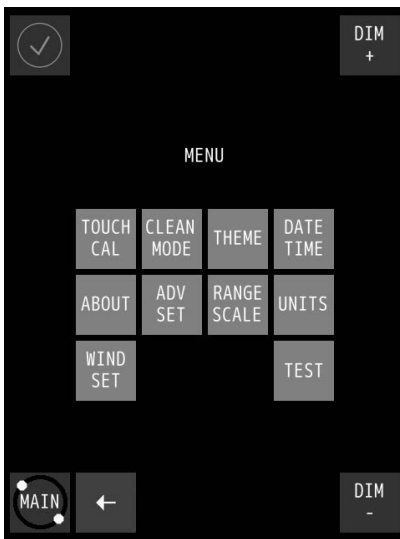 DIM
+
MENU
TOUCH CAL
CLEAN MODE
THEME
DATE TIME
ABOUT
ADV SET
RANGE SCALE
UNITS
WIND SET
TEST
MAIN
←
DIM
-